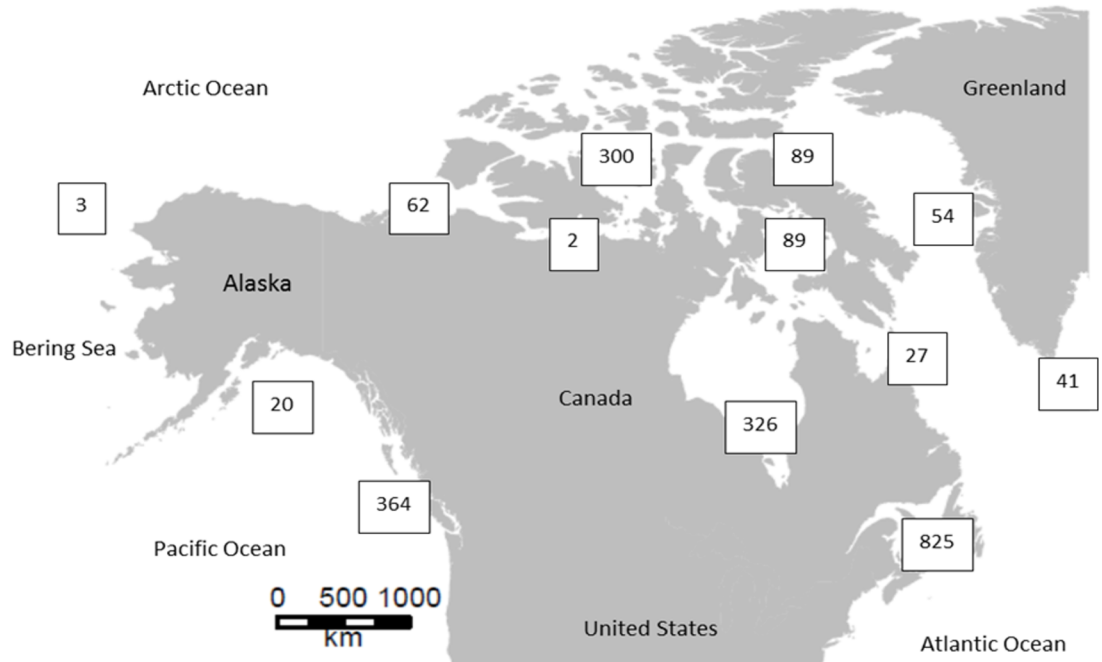 Arctic Ocean
Greenland
300
89
3
62
54
2
89
Alaska
Bering Sea
27
41
20
Canada
326
364
825
Pacific Ocean
0 500 1000
km
United States
Atlantic Ocean